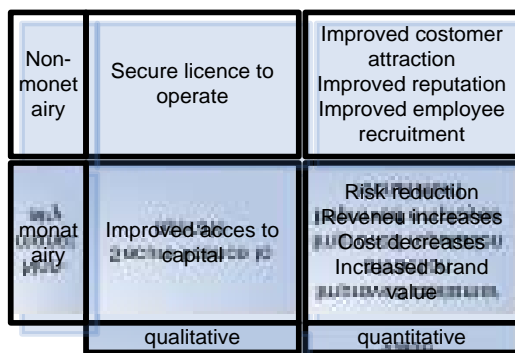 Non-
monet
airy
Secure licence to
operate
Improved costomer
attraction
Improved reputation
Improved employee
recruitment
monat
airy
Improved acces to
capital
Risk reduction
Reveneu increases
Cost decreases
Increased brand
value
qualitative
quantitative